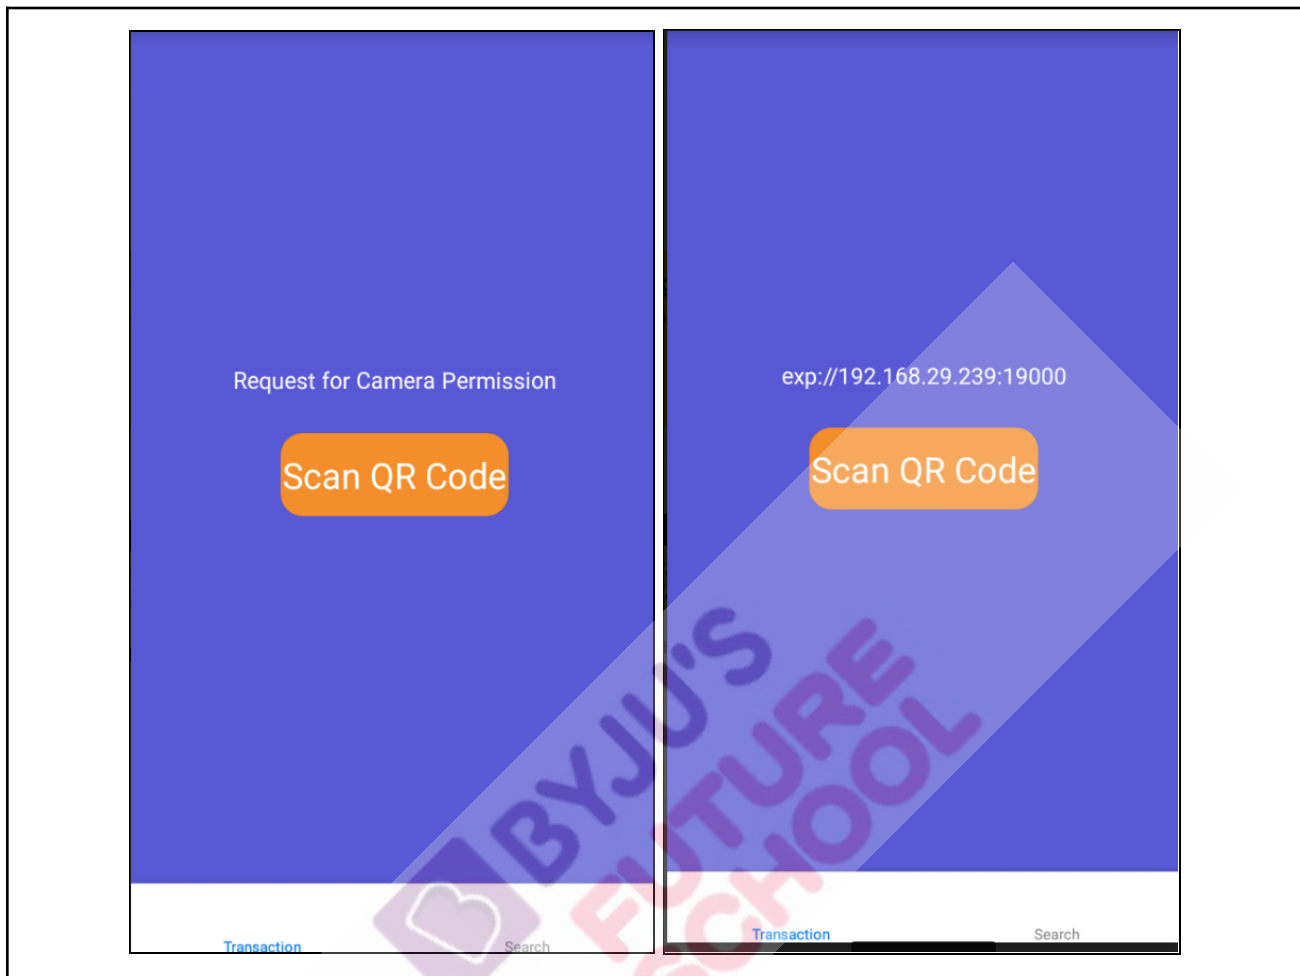 Request for Camera Permission
Scan QR Code
Transaction
Search
exp://192.168.29.239:19000
Scan QR Code
Transaction
Search
BYJU'S
FUTURE
SCHOOL